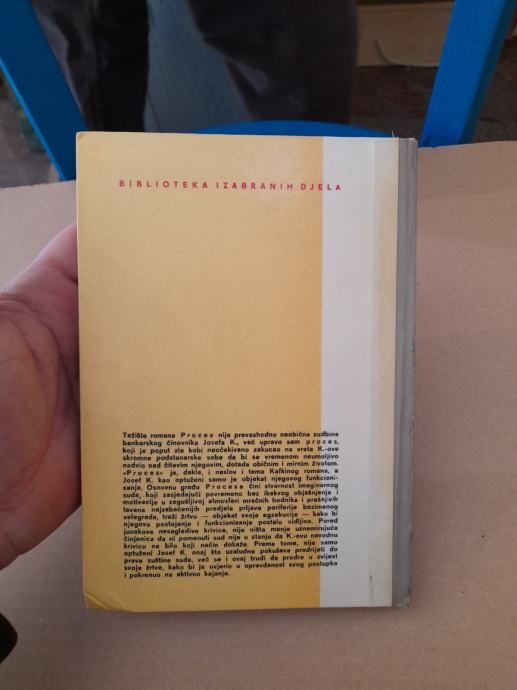 BIBLIOTEKA IZABRANIH DJELA
Težište romana Proces nije prevashodno neobična sudbina
bankarskog činovnika Josefa K., već upravo sam proces,
koji je poput zle kobi neočekivano zakucao na vrata K.-ove
skromne podstanarske sobe da bi se vremenom neumoljivo
nadvio nad čitavim njegovim, dotada običnim i mirnim životom.
»Proces« je, dakle, i naslov i tema Kafkinog romana, a
Josef K. kao optuženi samo je objekat njegovog funkcioni-
sanja. Osnovnu građu Procesa čini stvarnost imaginarnog
suda, koji zasjedajući povremeno bez ikakvog objašnjenja i
motivacije u zagušljivoj atmosferi mračnih hodnika i prašnjavih
tavana najzabačenijih predjela prljave periferije bezimenog
velegrada, traži žrtvu — objekat svoje egzekucije — kako bi
njegovo postojanje i funkcionisanje postalo vidljivo. Pored
junakove nesagledive krivice, nije ništa manje uznemirujuća
činjenica da ni pomenuti sud nije u stanju da K.-ovu navodnu
krivicu na bilo koji način dokaže. Prema tome, nije samo
optuženi Josef K. onaj što uzaludno pokušava prodrijeti do
prave suštine suda, već se i ovaj trudi da prodre u svijest
svoje žrtve, kako bi je uvjerio u opravdanost svog postupka
i pokrenuo na aktivno kajanje.